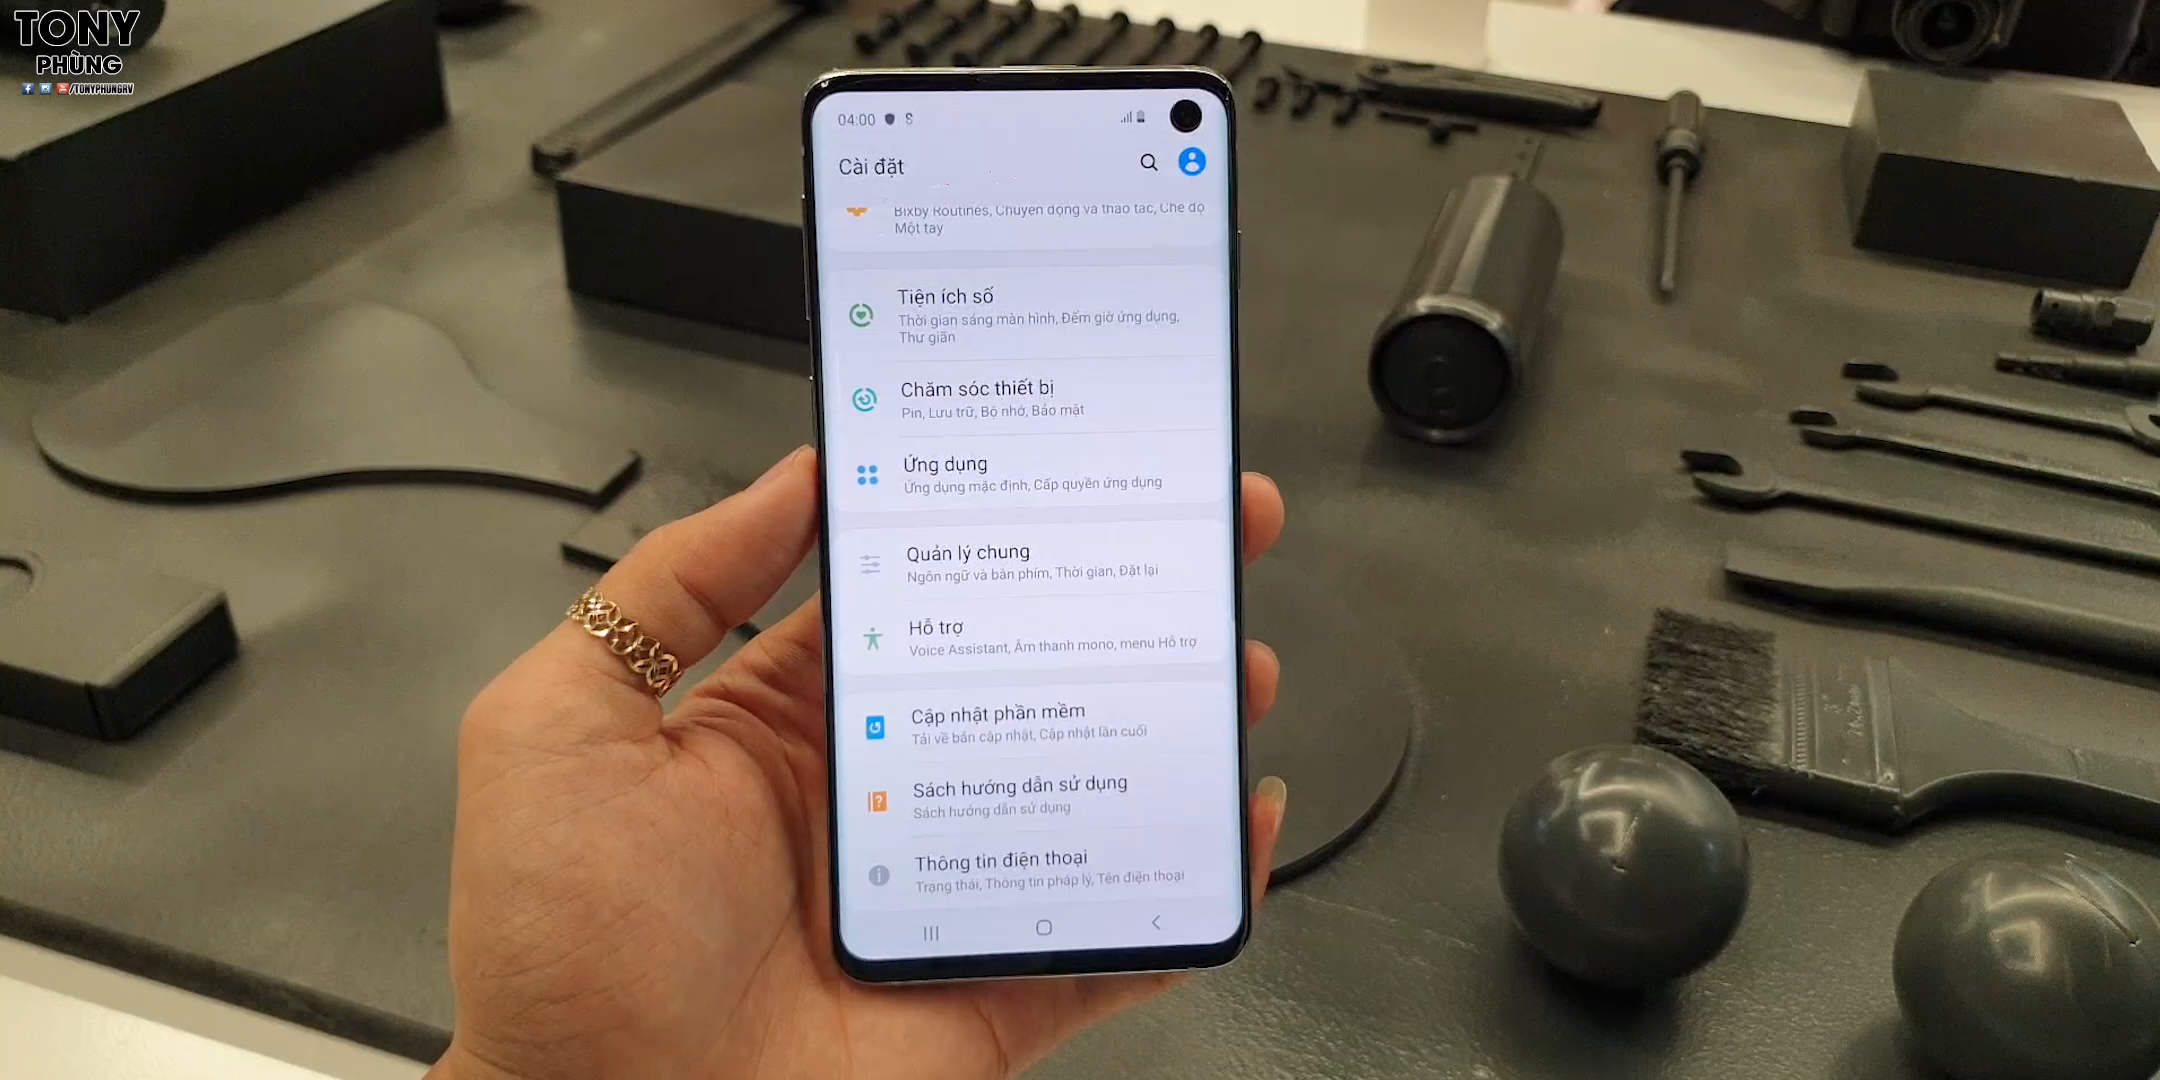 TONY
PHÙNG
/TONYPHUNGRV
04:00
Cài đặt
Bixby Routines, Chuyển động và thao tác, Chế độ
Một tay
Tiện ích số
Thời gian sáng màn hình, Đếm giờ ứng dụng,
Thư giãn
Chăm sóc thiết bị
Pin, Lưu trữ, Bộ nhớ, Bảo mật
Ứng dụng
Ứng dụng mặc định, Cấp quyền ứng dụng
Quản lý chung
Ngôn ngữ và bàn phím, Thời gian, Đặt lại
Hỗ trợ
Voice Assistant, Âm thanh mono, menu Hỗ trợ
Cập nhật phần mềm
Tải về bản cập nhật, Cập nhật lần cuối
Sách hướng dẫn sử dụng
Sách hướng dẫn sử dụng
Thông tin điện thoại
Trạng thái, Thông tin pháp lý, Tên điện thoại